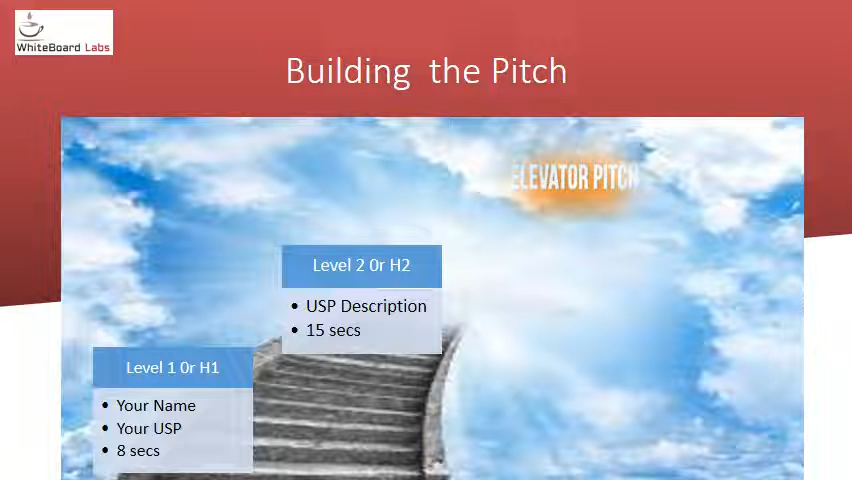 WhiteBoard Labs
Building the Pitch
ELEVATOR PITCH
Level 2 0r H2
• USP Description
• 15 secs
Level 1 0r H1
• Your Name
• Your USP
• 8 secs